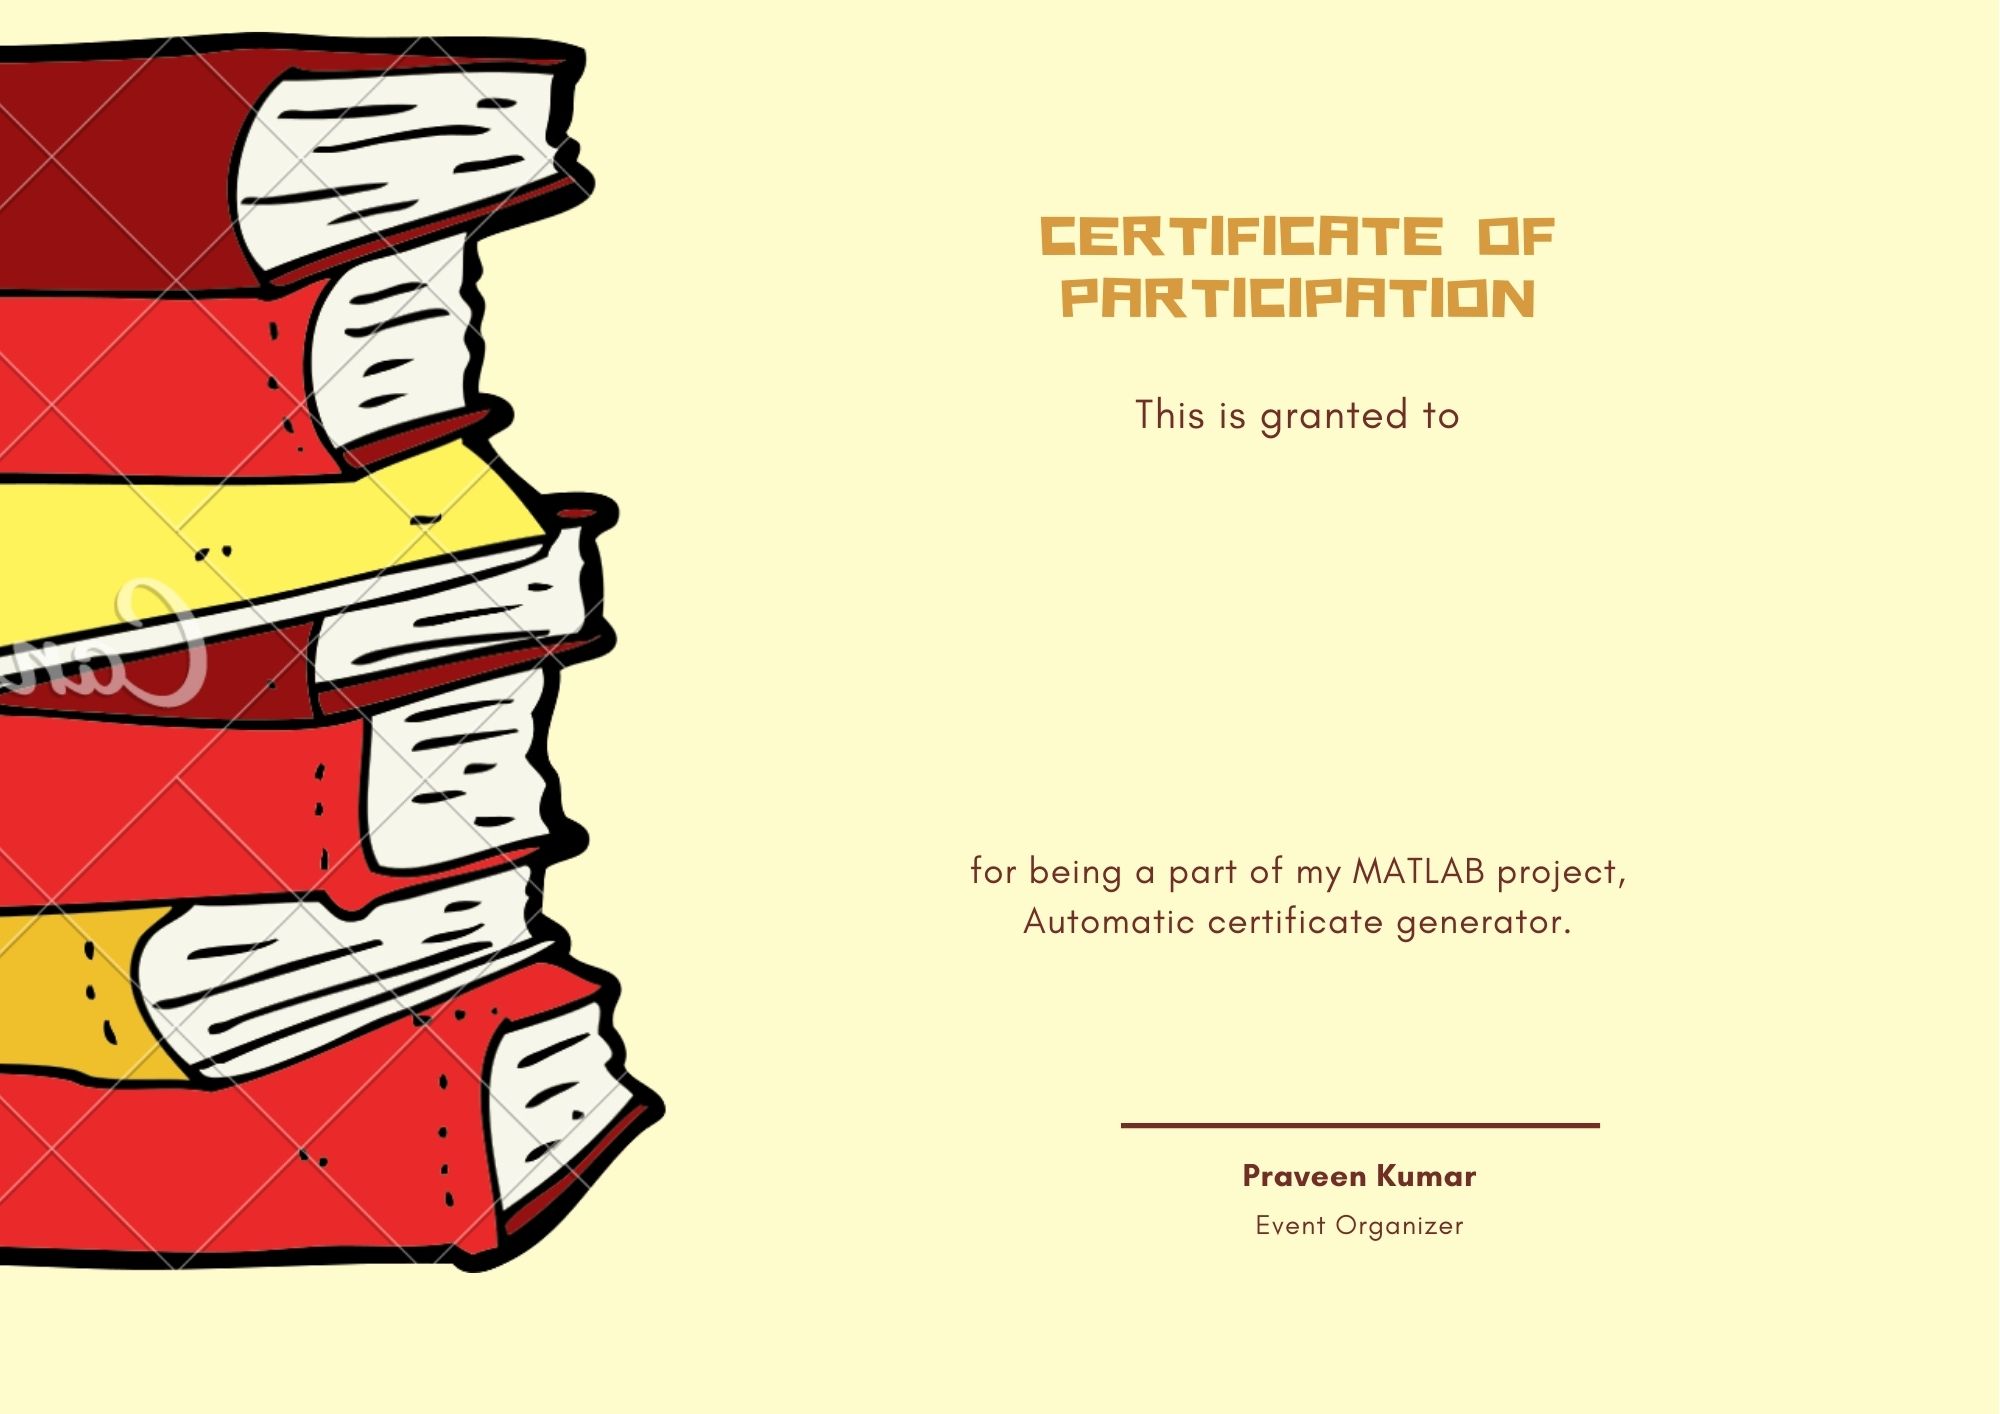 CERTIFICATE OF
PARTICIPATION
This is granted to
for being a part of my MATLAB project,
Automatic certificate generator.
Praveen Kumar
Event Organizer